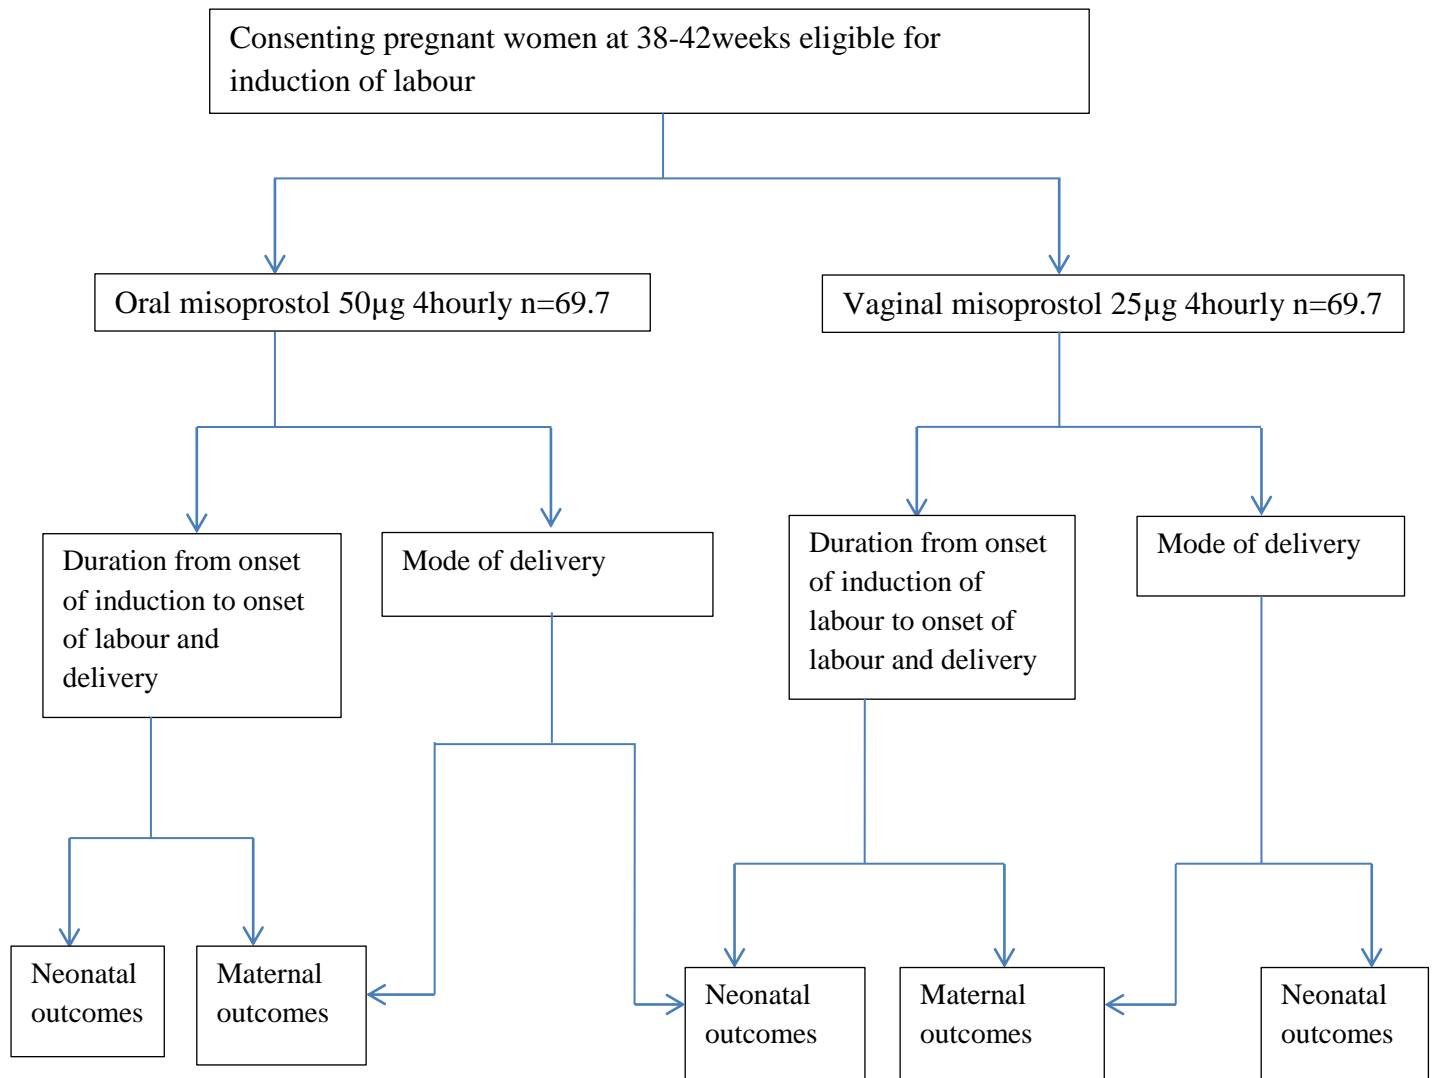 Consenting pregnant women at 38-42weeks eligible for
induction of labour
Oral misoprostol 50µg 4hourly n=69.7
Vaginal misoprostol 25µg 4hourly n=69.7
Duration from onset
of induction to onset
of labour and
delivery
Mode of delivery
Duration from onset
of induction of
labour to onset of
labour and delivery
Mode of delivery
Neonatal
outcomes
Maternal
outcomes
Neonatal
outcomes
Maternal
outcomes
Neonatal
outcomes